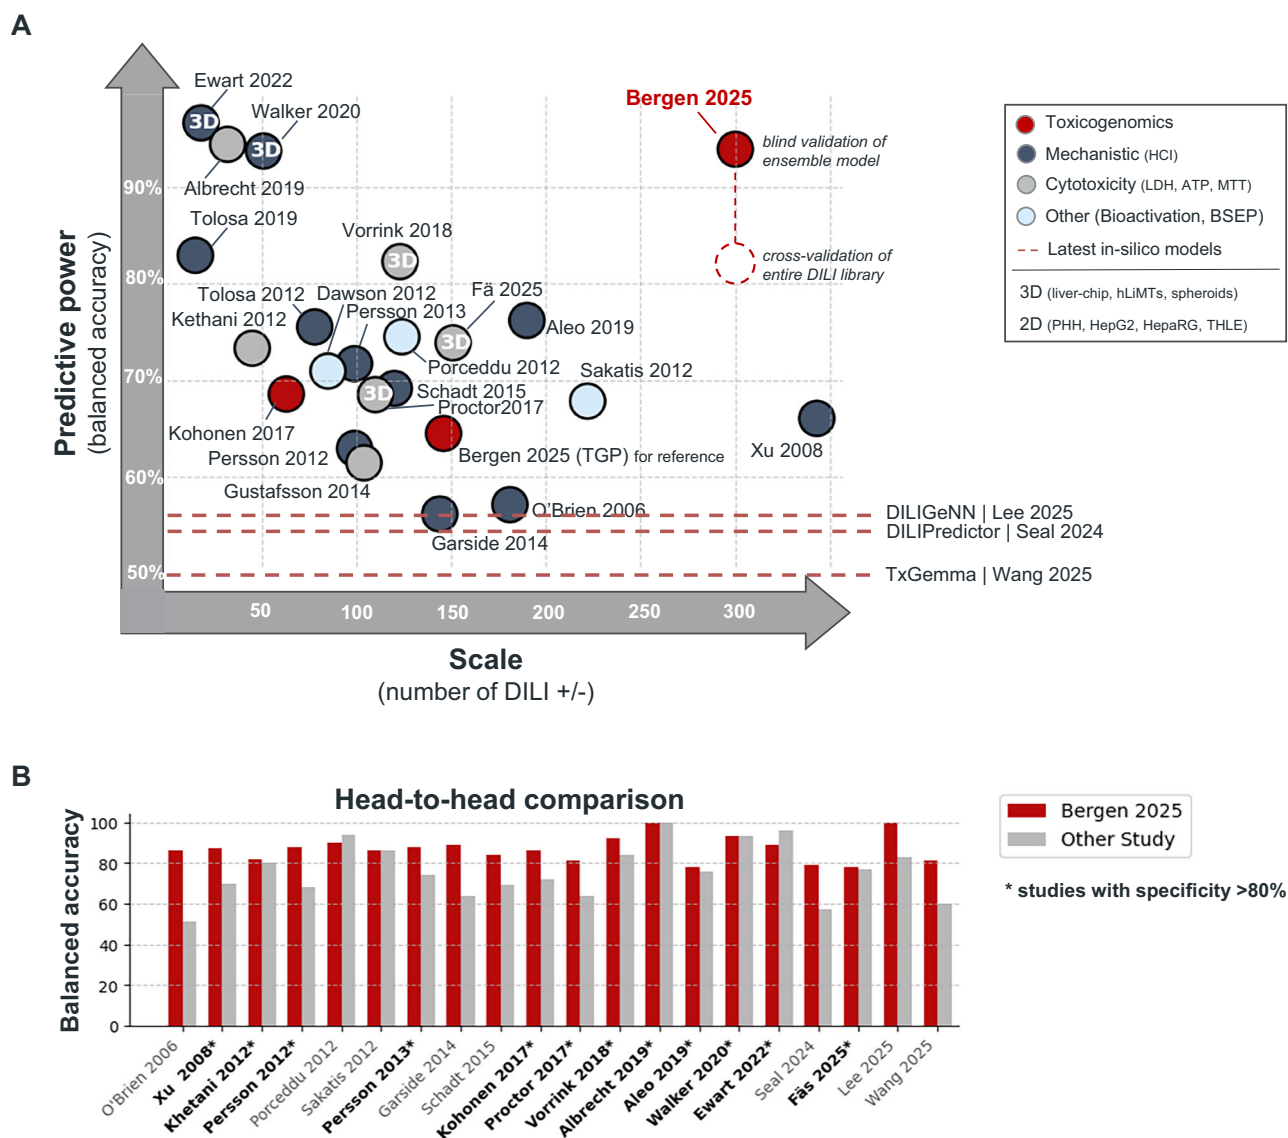 A
Ewart 2022
Walker 2020
3D
3D
Albrecht 2019
Bergen 2025
blind validation of
ensemble model
cross-validation of
entire DILI library
Tolosa 2019
Vorrink 2018
3D
Tolosa 2012
Dawson 2012
Persson 2013
Kethani 2012
Fä 2025
3D
Aleo 2019
Porceddu 2012
Sakatis 2012
3D
Schadt 2015
Proctor2017
Kohonen 2017
Persson 2012
Bergen 2025 (TGP) for reference
Xu 2008
Gustafsson 2014
O'Brien 2006
Garside 2014
DILIGeNN | Lee 2025
DILIPredictor | Seal 2024
TxGemma | Wang 2025
90%
80%
70%
60%
50%
50
100
150
200
250
300
Predictive power
(balanced accuracy)
Scale
(number of DILI +/-)
Toxicogenomics
Mechanistic (HCI)
Cytotoxicity (LDH, ATP, MTT)
Other (Bioactivation, BSEP)
Latest in-silico models
3D (liver-chip, hLiMTs, spheroids)
2D (PHH, HepG2, HepaRG, THLE)
B
Head-to-head comparison
Balanced accuracy
100
80
60
40
20
0
O'Brien 2006
Xu 2008*
Khetani 2012*
Persson 2012*
Porceddu 2012
Sakatis 2012
Persson 2013*
Garside 2014
Schadt 2015
Kohonen 2017*
Proctor 2017*
Vorrink 2018*
Albrecht 2019*
Aleo 2019*
Walker 2020*
Ewart 2022*
Seal 2024
Fäs 2025*
Lee 2025
Wang 2025
Bergen 2025
Other Study
* studies with specificity >80%